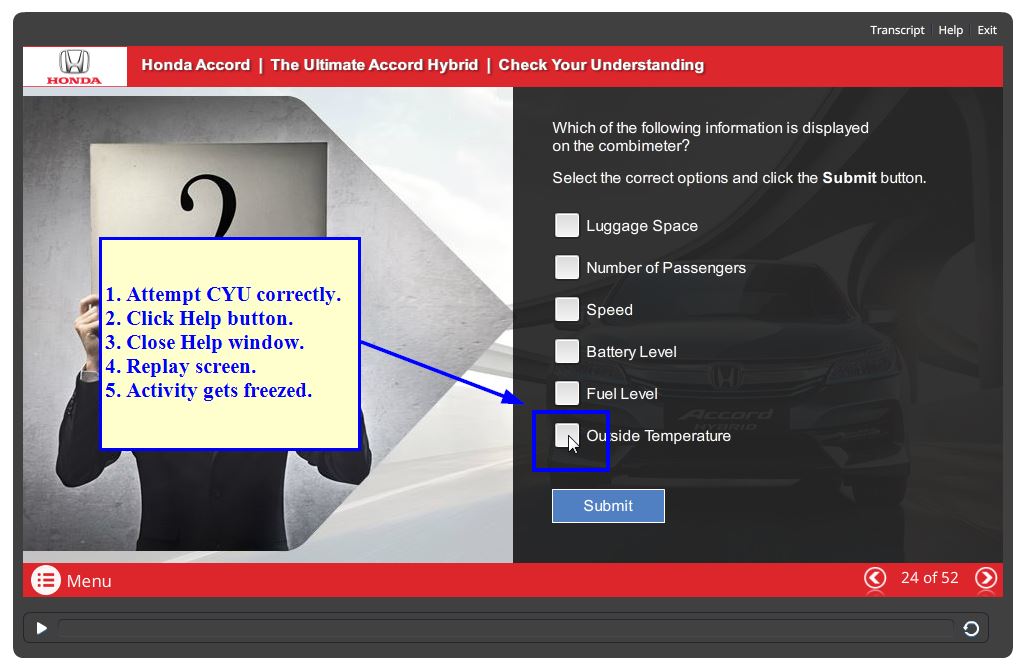 Transcript Help Exit
HONDA
Honda Accord | The Ultimate Accord Hybrid | Check Your Understanding
?
Which of the following information is displayed
on the combimeter?
Select the correct options and click the Submit button.
Luggage Space
Number of Passengers
Speed
Battery Level
Fuel Level
Outside Temperature
Submit
1. Attempt CYU correctly.
2. Click Help button.
3. Close Help window.
4. Replay screen.
5. Activity gets freezed.
Accord
HYBRID
Menu
24 of 52